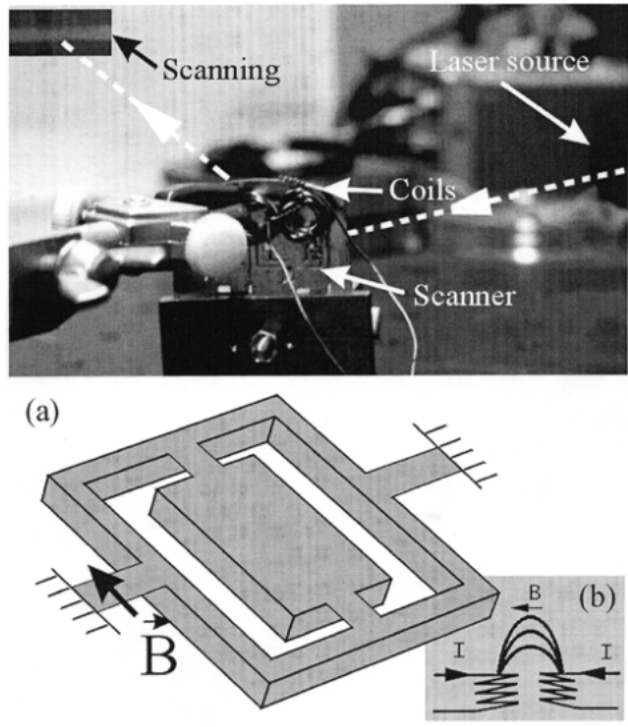 Scanning
Laser source
Coils
Scanner
(a)
B
B
(b)
I
I